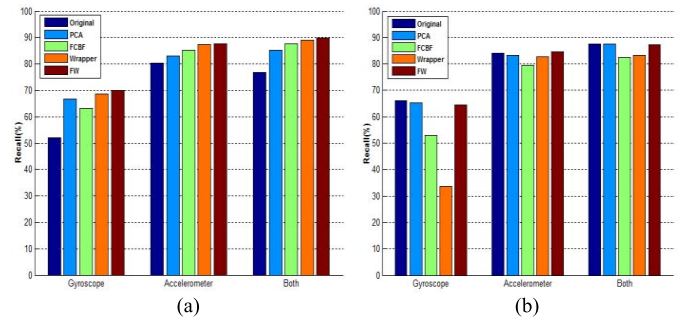 100
90
80
70
60
50
40
30
20
10
0
Recall(%)
Original
PCA
FCBF
Wrapper
FW
Gyroscope Accelerometer Both
(a)
100
90
80
70
60
50
40
30
20
10
0
Recall(%)
Original
PCA
FCBF
Wrapper
FW
Gyroscope Accelerometer Both
(b)